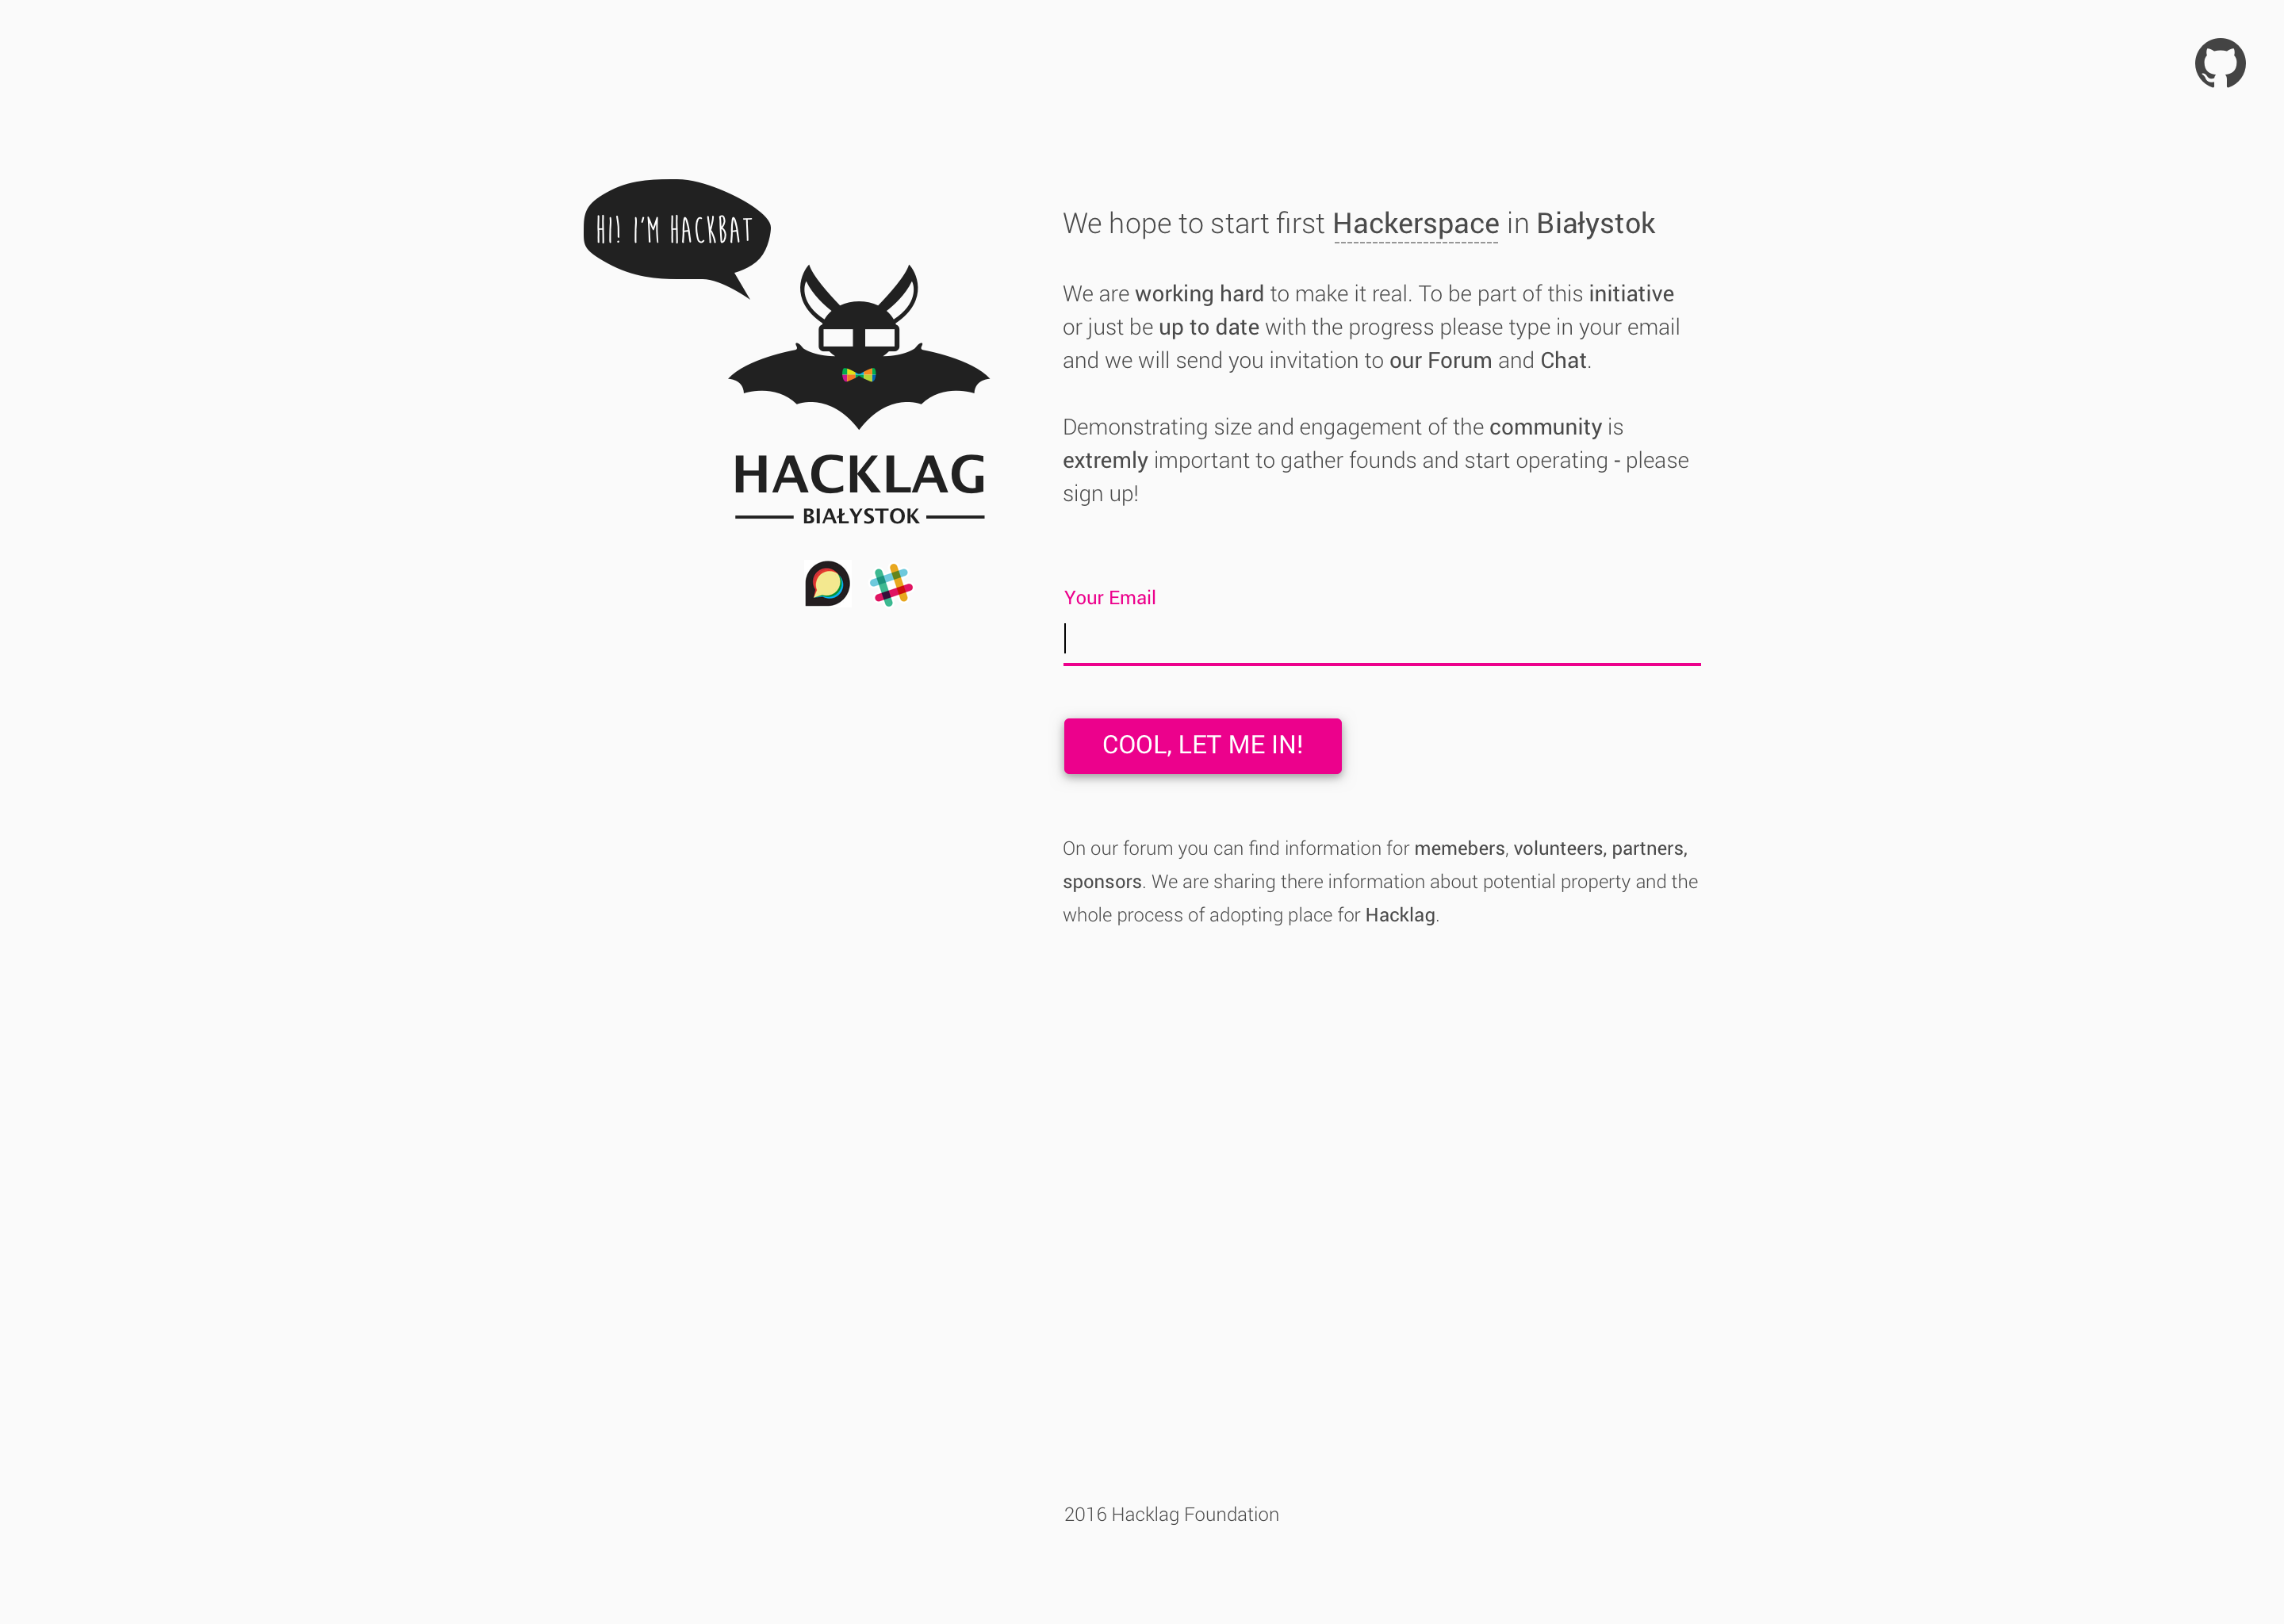 HI! I'M HACKBAT
HACKLAG
BIAŁYSTOK
We hope to start first Hackerspace in Białystok
We are working hard to make it real. To be part of this initiative
or just be up to date with the progress please type in your email
and we will send you invitation to our Forum and Chat.
Demonstrating size and engagement of the community is
extremly important to gather founds and start operating - please
sign up!
Your Email
COOL, LET ME IN!
On our forum you can find information for memebers, volunteers, partners,
sponsors. We are sharing there information about potential property and the
whole process of adopting place for Hacklag.
2016 Hacklag Foundation